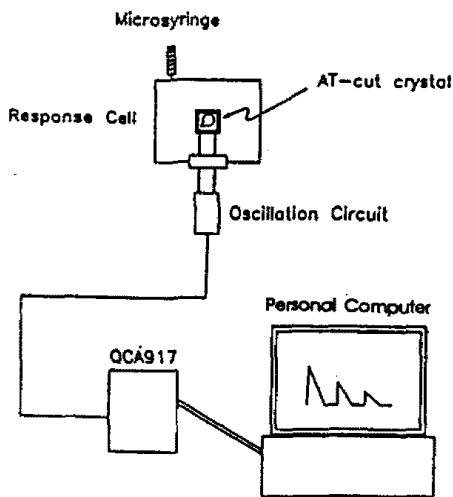 Microsyringe
AT-cut crystal
Response Cell
Oscillation Circuit
Personal Computer
QCA917